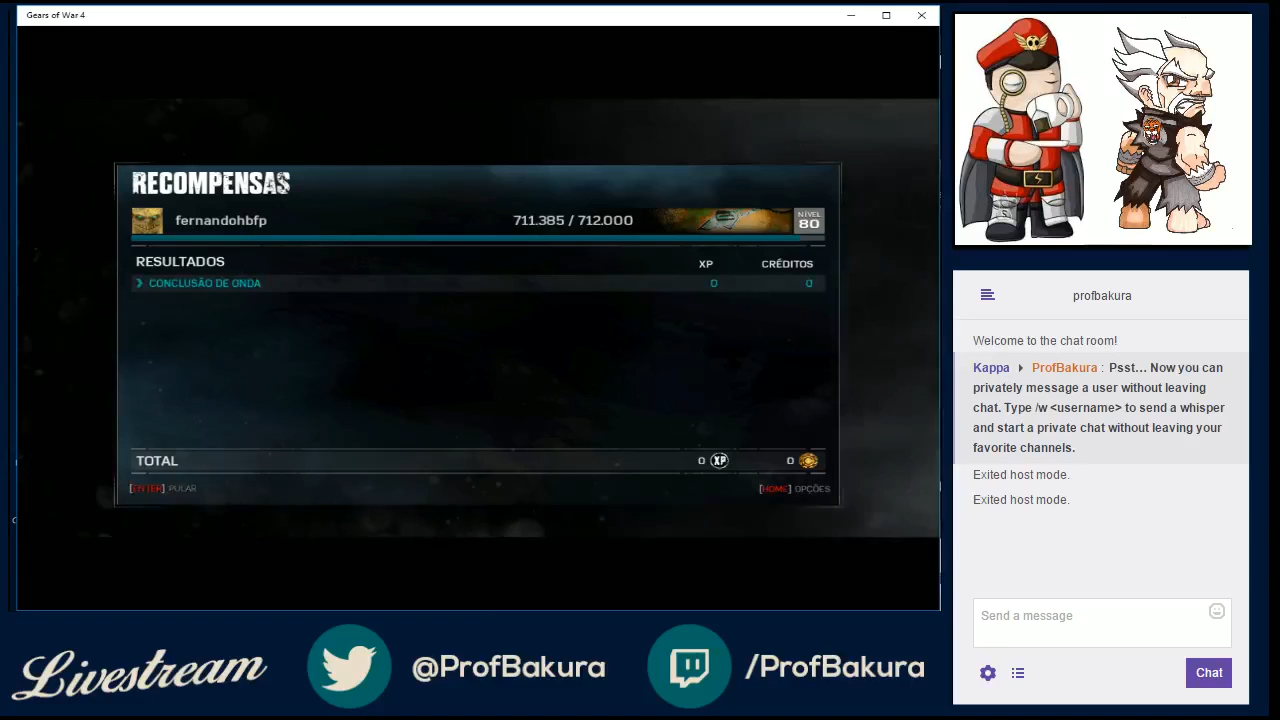 Gears of War 4
RECOMPENSAS
fernandohbfp
711.385 / 712.000
NÍVEL
80
RESULTADOS
XP
CRÉDITOS
CONCLUSÃO DE ONDA
0
0
TOTAL
0 XP
0
[ENTER] PULAR
[HOME] OPÇÕES
profbakura
Welcome to the chat room!
Kappa ProfBakura : Psst... Now you can
privately message a user without leaving
chat. Type /w <username> to send a whisper
and start a private chat without leaving your
favorite channels.
Exited host mode.
Exited host mode.
Send a message
Chat
Livestream
@ProfBakura
/ProfBakura